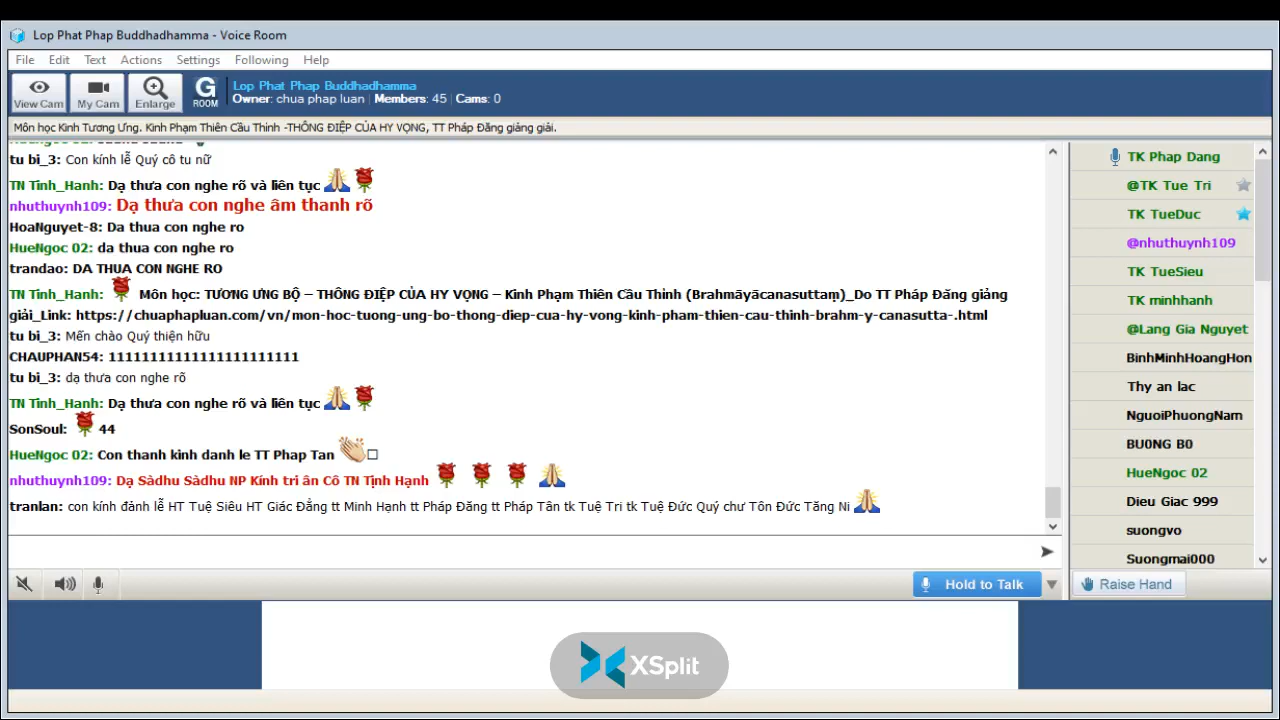 Lop Phat Phap Buddhadhamma - Voice Room
File Edit Text Actions Settings Following Help
View Cam My Cam Enlarge G ROOM
Lop Phat Phap Buddhadhamma
Owner: chua phap luan | Members: 45 | Cams: 0
Môn học Kinh Tương Ưng. Kinh Phạm Thiên Cầu Thỉnh -THÔNG ĐIỆP CỦA HY VỌNG, TT Pháp Đăng giảng giải.
tu bi_3: Con kính lễ Quý cô tu nữ
TN Tinh_Hanh: Dạ thưa con nghe rõ và liên tục
nhuthuynh109: Dạ thưa con nghe âm thanh rõ
HoaNguyet-8: Da thua con nghe ro
HueNgoc 02: da thua con nghe ro
trandao: DA THUA CON NGHE RO
TN Tinh_Hanh: Môn học: TƯƠNG ƯNG BỘ – THÔNG ĐIỆP CỦA HY VỌNG – Kinh Phạm Thiên Cầu Thỉnh (Brahmāyācanasuttaṃ)_Do TT Pháp Đăng giảng
giải_Link: https://chuaphapluan.com/vn/mon-hoc-tuong-ung-bo-thong-diep-cua-hy-vong-kinh-pham-thien-cau-thinh-brahm-y-canasutta-.html
tu bi_3: Mến chào Quý thiện hữu
CHAUPHAN54: 11111111111111111111111
tu bi_3: dạ thưa con nghe rõ
TN Tinh_Hanh: Dạ thưa con nghe rõ và liên tục
SonSoul: 44
HueNgoc 02: Con thanh kinh danh le TT Phap Tan
nhuthuynh109: Dạ Sàdhu Sàdhu NP Kính tri ân Cô TN Tịnh Hạnh
tranlan: con kính đảnh lễ HT Tuệ Siêu HT Giác Đẳng tt Minh Hạnh tt Pháp Đăng tt Pháp Tân tk Tuệ Tri tk Tuệ Đức Quý chư Tôn Đức Tăng Ni
Hold to Talk
TK Phap Dang
@TK Tue Tri
TK TueDuc
@nhuthuynh109
TK TueSieu
TK minhhanh
@Lang Gia Nguyet
BinhMinhHoangHon
Thy an lac
NguoiPhuongNam
BU0NG B0
HueNgoc 02
Dieu Giac 999
suongvo
Suongmai000
Raise Hand
XSplit